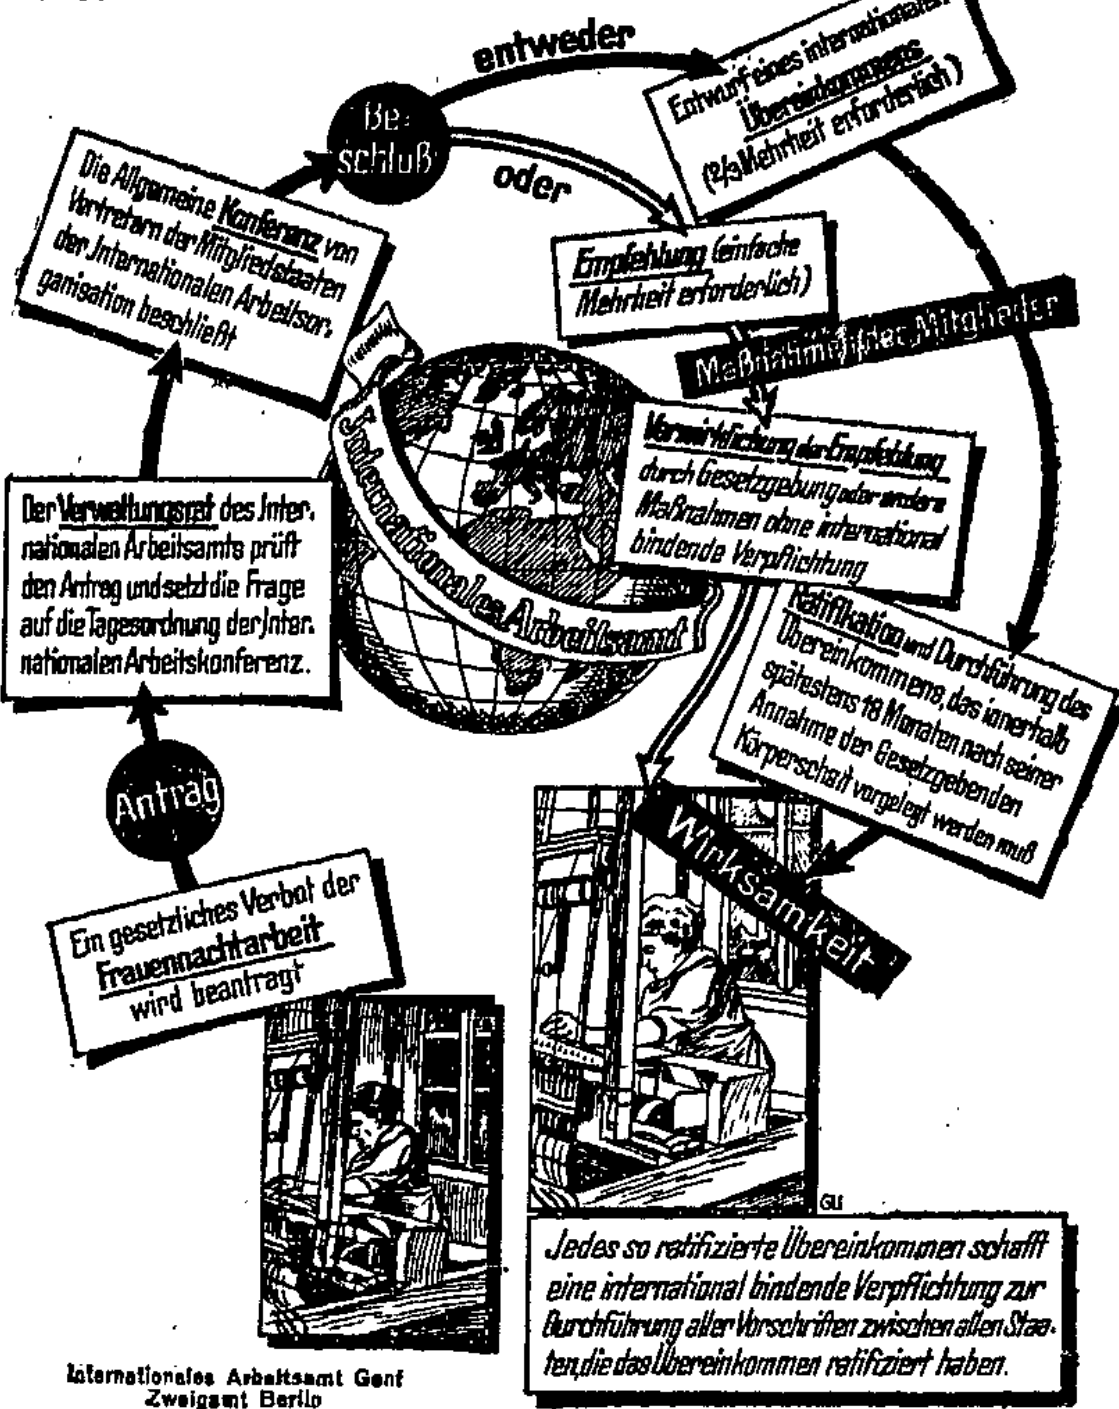 Ein gesetzliches Verbot der
Frauennachtarbeit
wird beantragt
Antrag
Der Verwaltungsrat des Inter-
nationalen Arbeitsamts prüft
den Antrag und setzt die Frage
auf die Tagesordnung der Inter-
nationalen Arbeitskonferenz.
Die Allgemeine Konferenz von
Vertretern der Mitgliedstaaten
der Internationalen Arbeitsor-
ganisation beschließt
Be-
schluß
entweder
Entwurf eines internationalen
Übereinkommens
(2/3 Mehrheit erforderlich)
oder
Empfehlung (einfache
Mehrheit erforderlich)
Maßnahmen der Mitglieder
Verwirklichung der Empfehlung
durch Gesetzgebung oder andere
Maßnahmen ohne international
bindende Verpflichtung
Ratifikation und Durchführung des
Übereinkommens, das innerhalb
spätestens 18 Monaten nach seiner
Annahme der Gesetzgebenden
Körperschaft vorgelegt werden muß
Internationales Arbeitsamt
Wirksamkeit
GU
Jedes so ratifizierte Übereinkommen schafft
eine international bindende Verpflichtung zur
Durchführung aller Vorschriften zwischen allen Staa-
ten, die das Übereinkommen ratifiziert haben.
Internationales Arbeitsamt Genf
Zweigamt Berlin